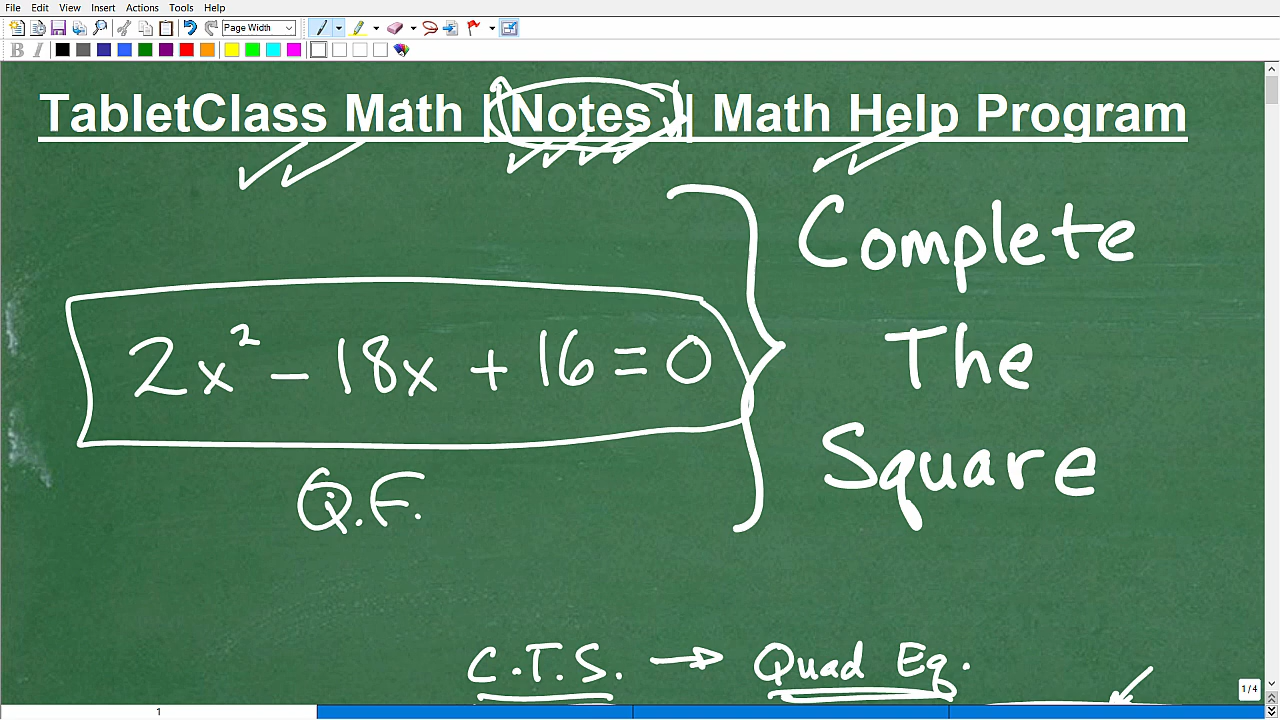 File Edit View Insert Actions Tools Help
Page Width
B I
TabletClass Math | Notes | Math Help Program
Complete
The
Square
2x² - 18x + 16 = 0
Q.F.
C.T.S. → Quad Eq.
1/4
1